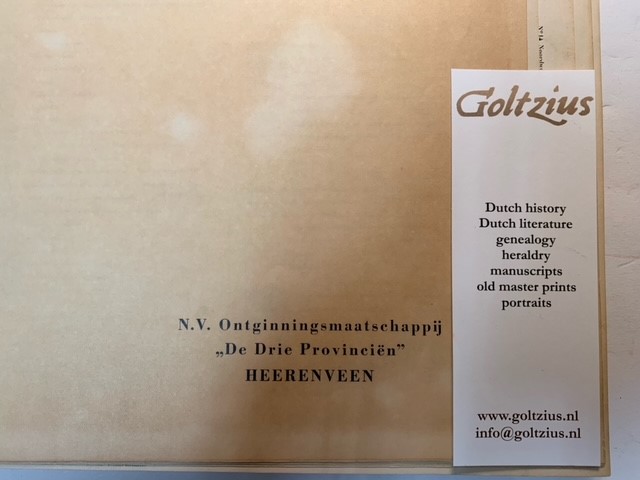 N.V. Ontginningsmaatschappij
„De Drie Provinciën”
HEERENVEEN
Goltzius
Dutch history
Dutch literature
genealogy
heraldry
manuscripts
old master prints
portraits
www.goltzius.nl
info@goltzius.nl